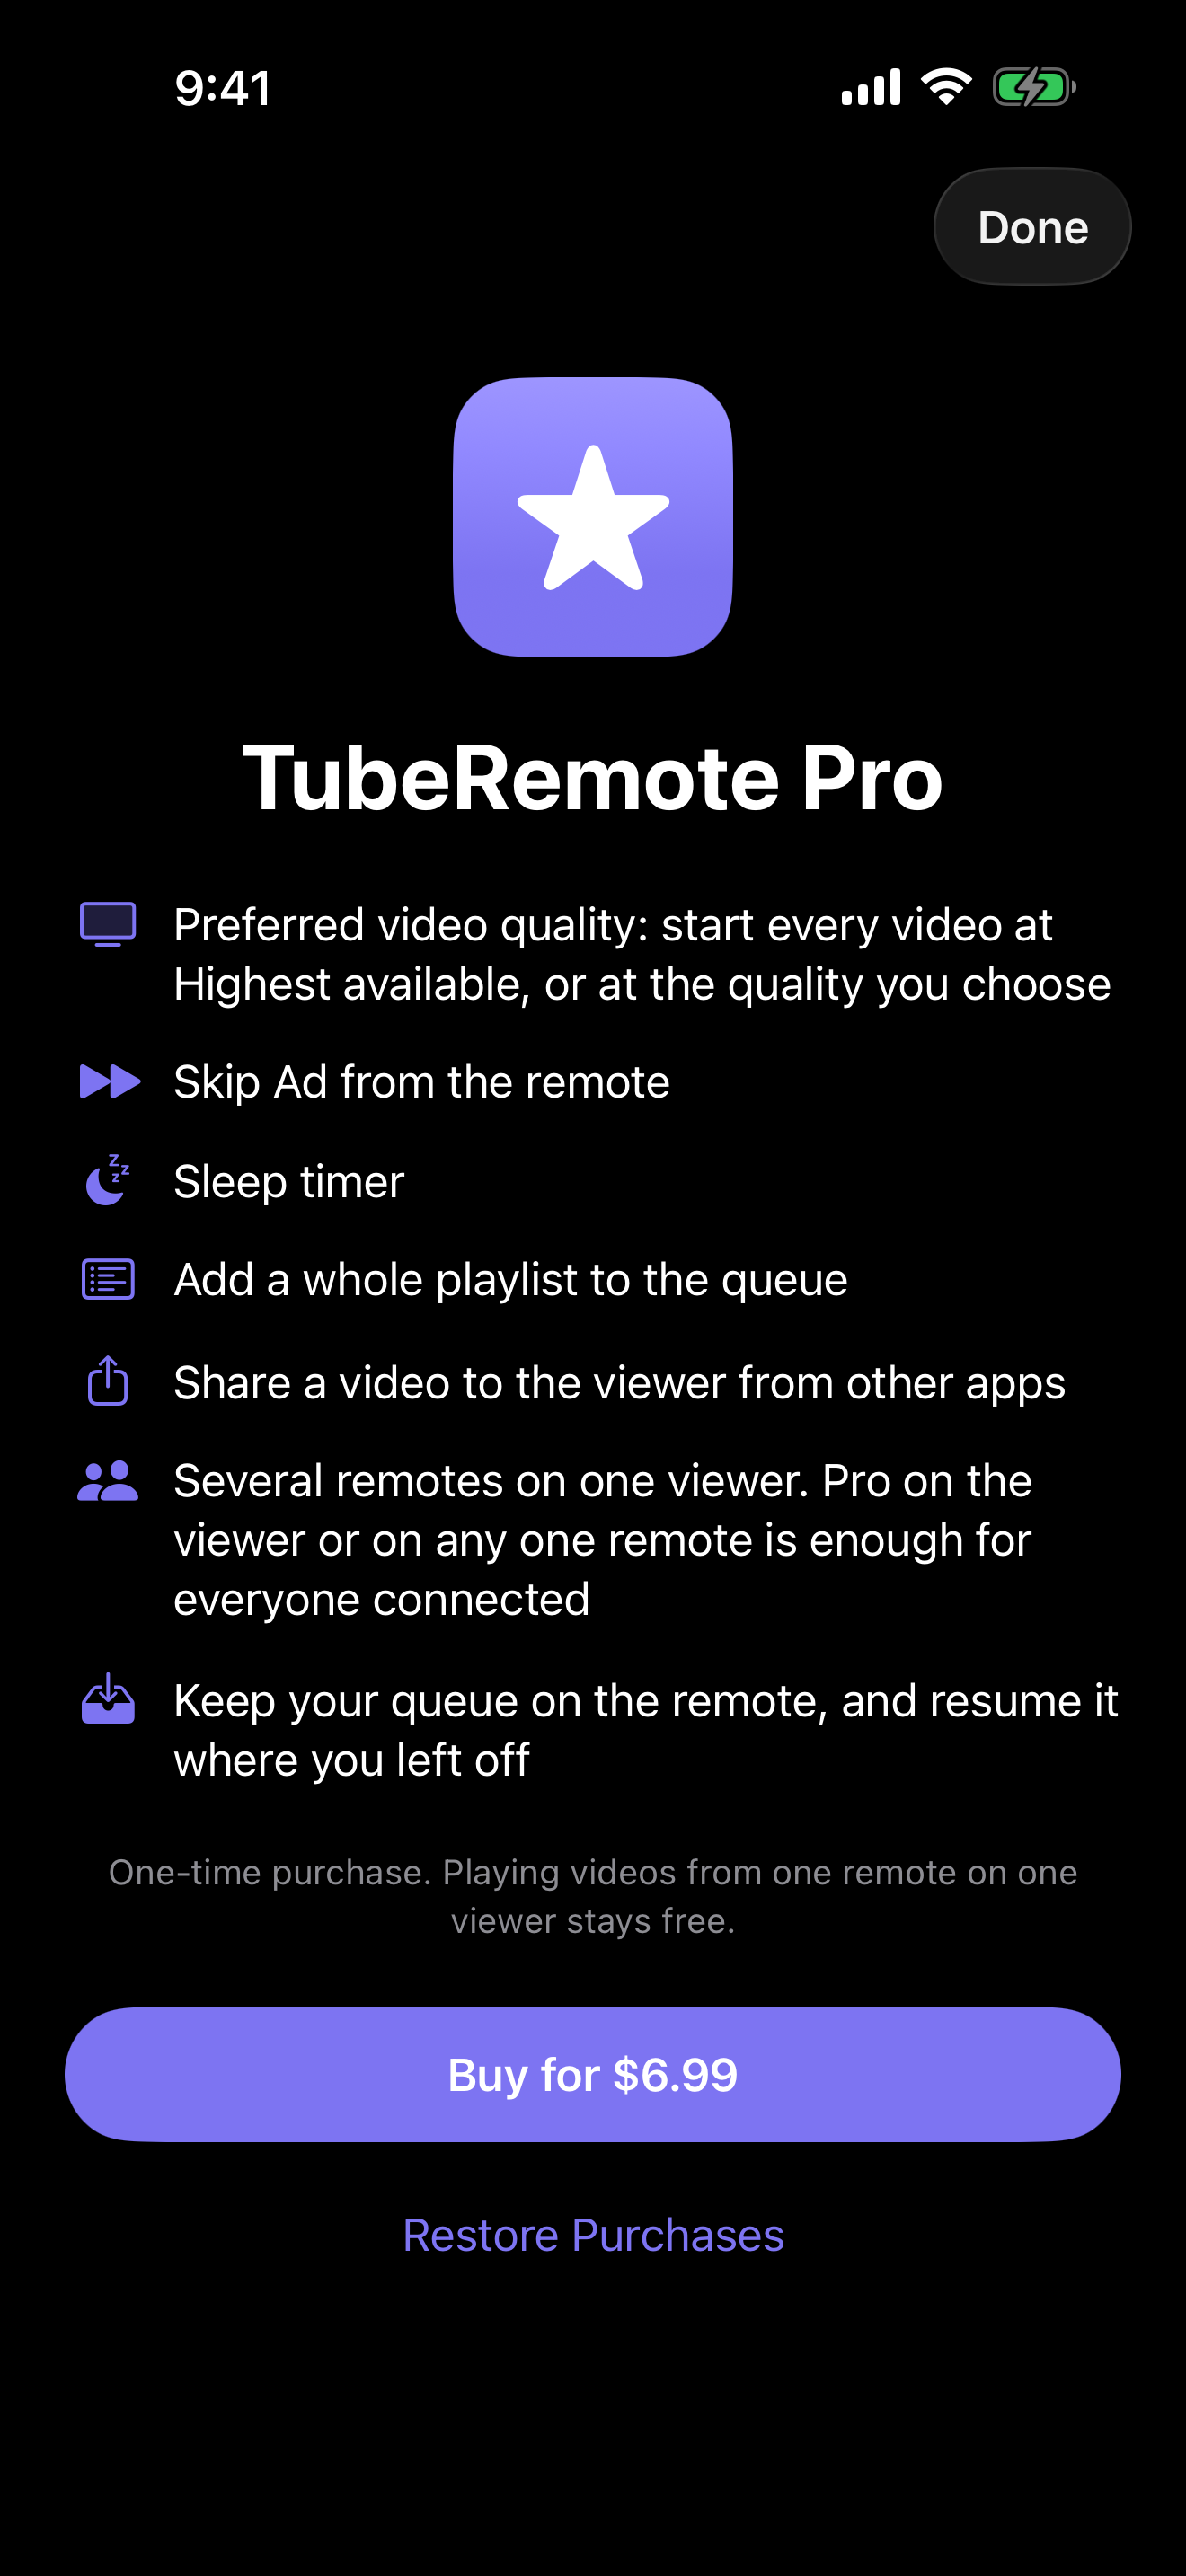 9:41
Done
TubeRemote Pro
Preferred video quality: start every video at
Highest available, or at the quality you choose
Skip Ad from the remote
Sleep timer
Add a whole playlist to the queue
Share a video to the viewer from other apps
Several remotes on one viewer. Pro on the
viewer or on any one remote is enough for
everyone connected
Keep your queue on the remote, and resume it
where you left off
One-time purchase. Playing videos from one remote on one
viewer stays free.
Buy for $6.99
Restore Purchases